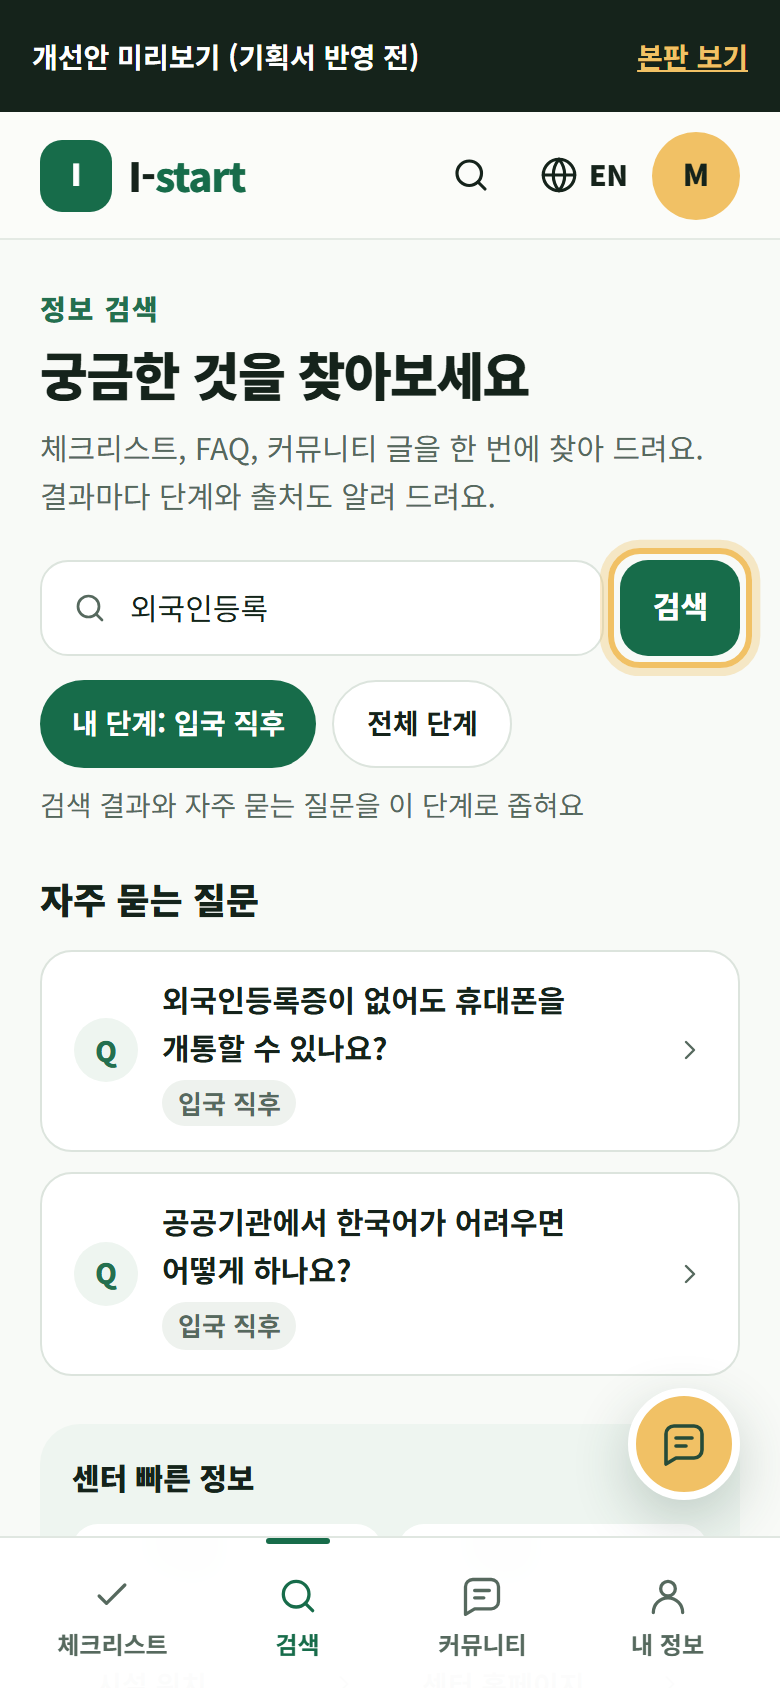 개선안 미리보기 (기획서 반영 전)
본판 보기
I
I-start
EN
M
정보 검색
궁금한 것을 찾아보세요
체크리스트, FAQ, 커뮤니티 글을 한 번에 찾아 드려요.
결과마다 단계와 출처도 알려 드려요.
외국인등록
검색
내 단계: 입국 직후
전체 단계
검색 결과와 자주 묻는 질문을 이 단계로 좁혀요
자주 묻는 질문
Q
외국인등록증이 없어도 휴대폰을
개통할 수 있나요?
입국 직후
Q
공공기관에서 한국어가 어려우면
어떻게 하나요?
입국 직후
센터 빠른 정보
체크리스트
검색
커뮤니티
내 정보